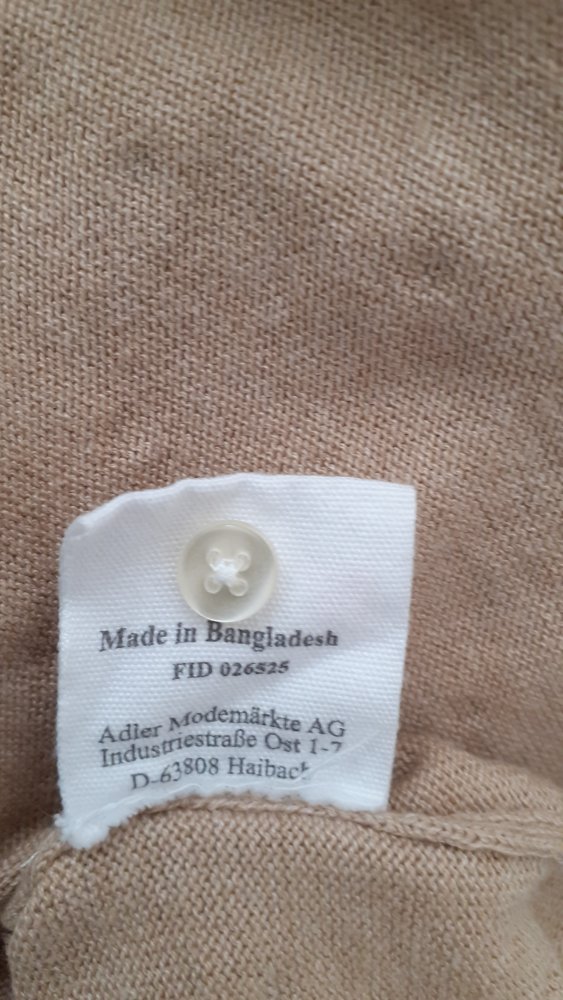 Made in Bangladesh
FID 026525
Adler Modemärkte AG
Industriestraße Ost 1-7
D-63808 Haibach